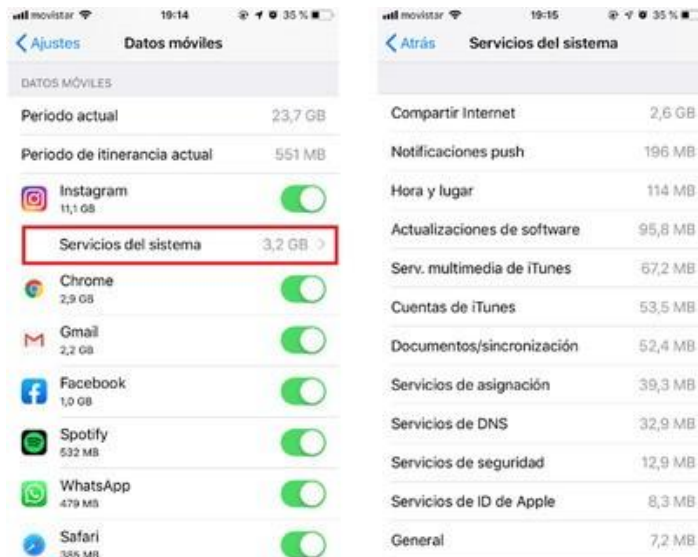 movistar 19:14 35 %
Ajustes Datos móviles
DATOS MÓVILES
Periodo actual 23,7 GB
Periodo de itinerancia actual 551 MB
Instagram
11,1 GB
Servicios del sistema 3,2 GB
Chrome
2,9 GB
Gmail
2,2 GB
Facebook
1,0 GB
Spotify
532 MB
WhatsApp
479 MB
Safari
385 MB
movistar 19:15 35 %
Atrás Servicios del sistema
Compartir Internet 2,6 GB
Notificaciones push 196 MB
Hora y lugar 114 MB
Actualizaciones de software 95,8 MB
Serv. multimedia de iTunes 67,2 MB
Cuentas de iTunes 53,5 MB
Documentos/sincronización 52,4 MB
Servicios de asignación 39,3 MB
Servicios de DNS 32,9 MB
Servicios de seguridad 12,9 MB
Servicios de ID de Apple 8,3 MB
General 7,2 MB